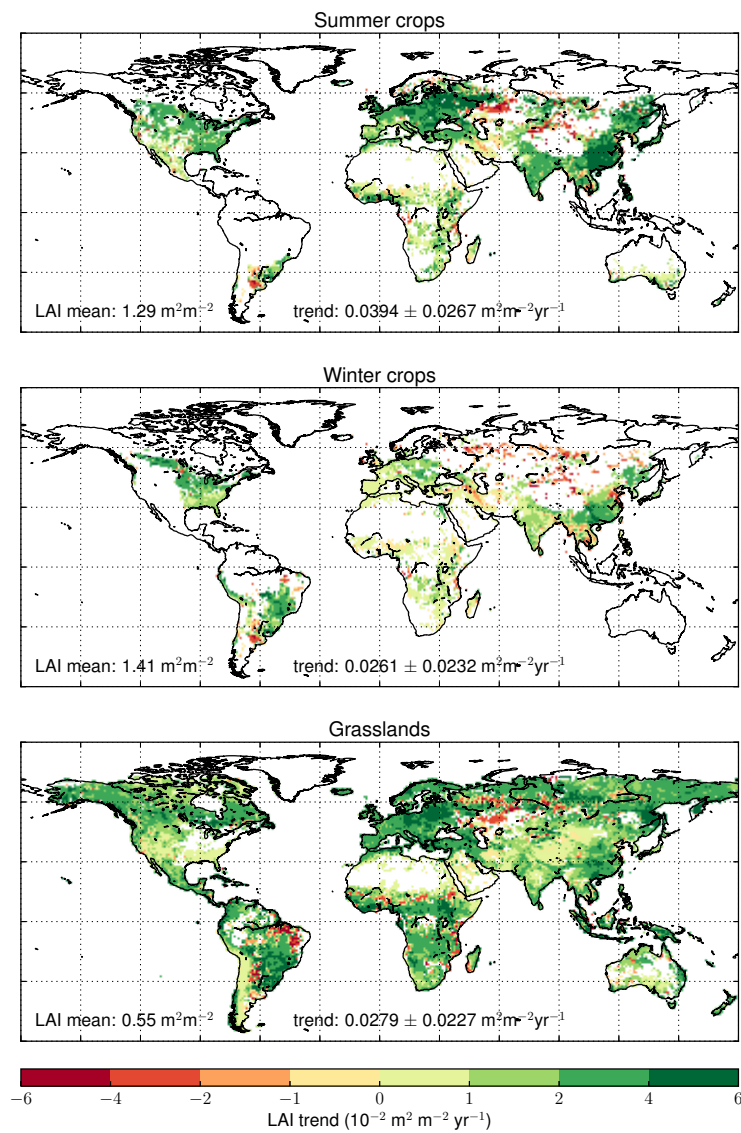 Summer crops
LAI mean: 1.29 m²m⁻² trend: 0.0394 ± 0.0267 m²m⁻²yr⁻¹
Winter crops
LAI mean: 1.41 m²m⁻² trend: 0.0261 ± 0.0232 m²m⁻²yr⁻¹
Grasslands
LAI mean: 0.55 m²m⁻² trend: 0.0279 ± 0.0227 m²m⁻²yr⁻¹
−6 −4 −2 −1 0 1 2 4 6
LAI trend (10⁻² m² m⁻² yr⁻¹)